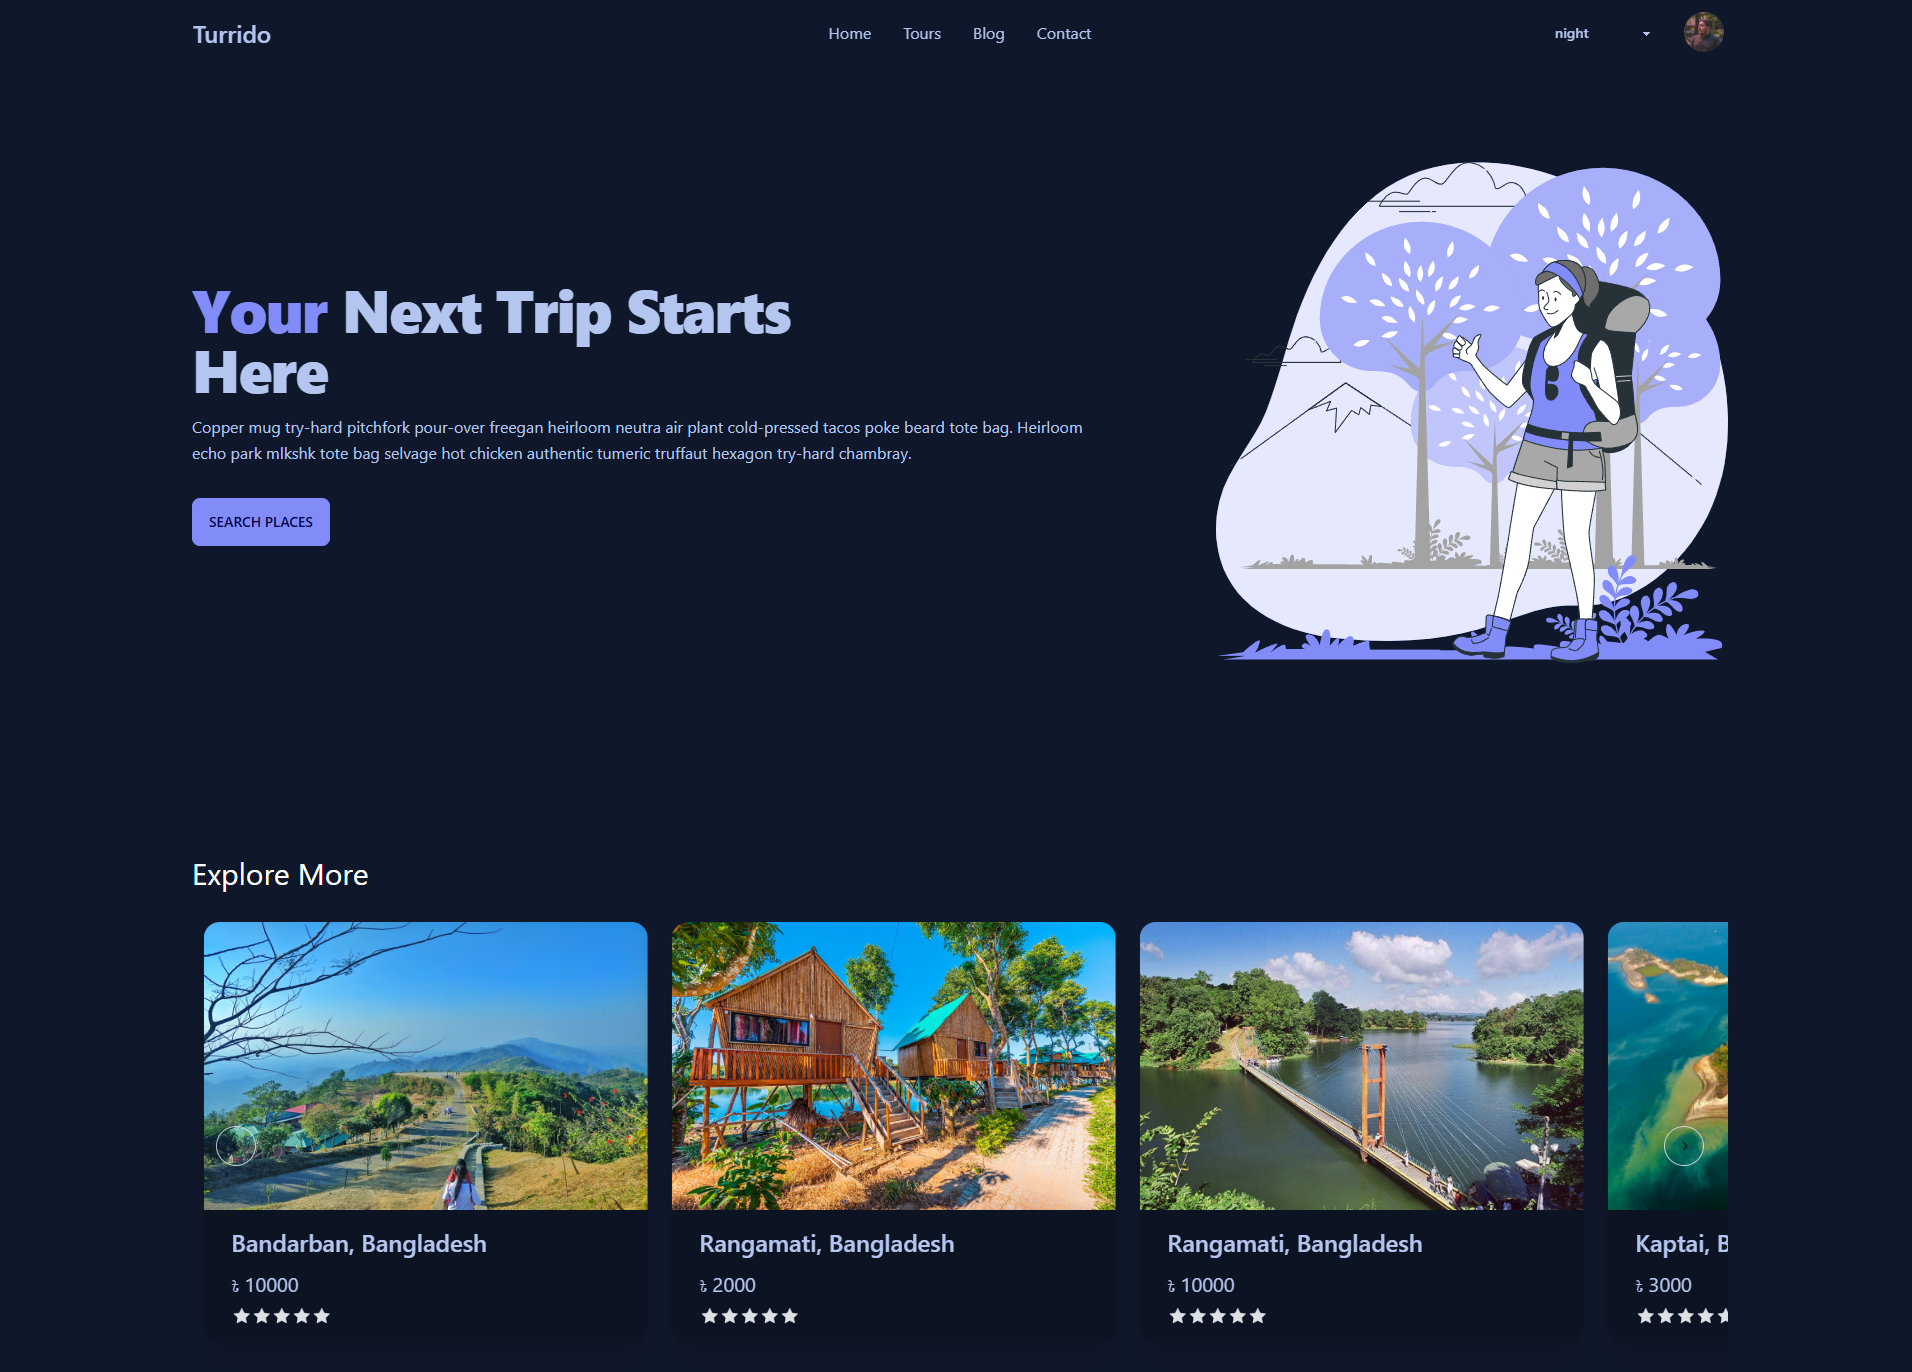 Turrido
Home Tours Blog Contact
night
Your Next Trip Starts
Here
Copper mug try-hard pitchfork pour-over freegan heirloom neutra air plant cold-pressed tacos poke beard tote bag. Heirloom
echo park mlkshk tote bag selvage hot chicken authentic tumeric truffaut hexagon try-hard chambray.
SEARCH PLACES
Explore More
Bandarban, Bangladesh
৳ 10000
Rangamati, Bangladesh
৳ 2000
Rangamati, Bangladesh
৳ 10000
Kaptai, B
৳ 3000